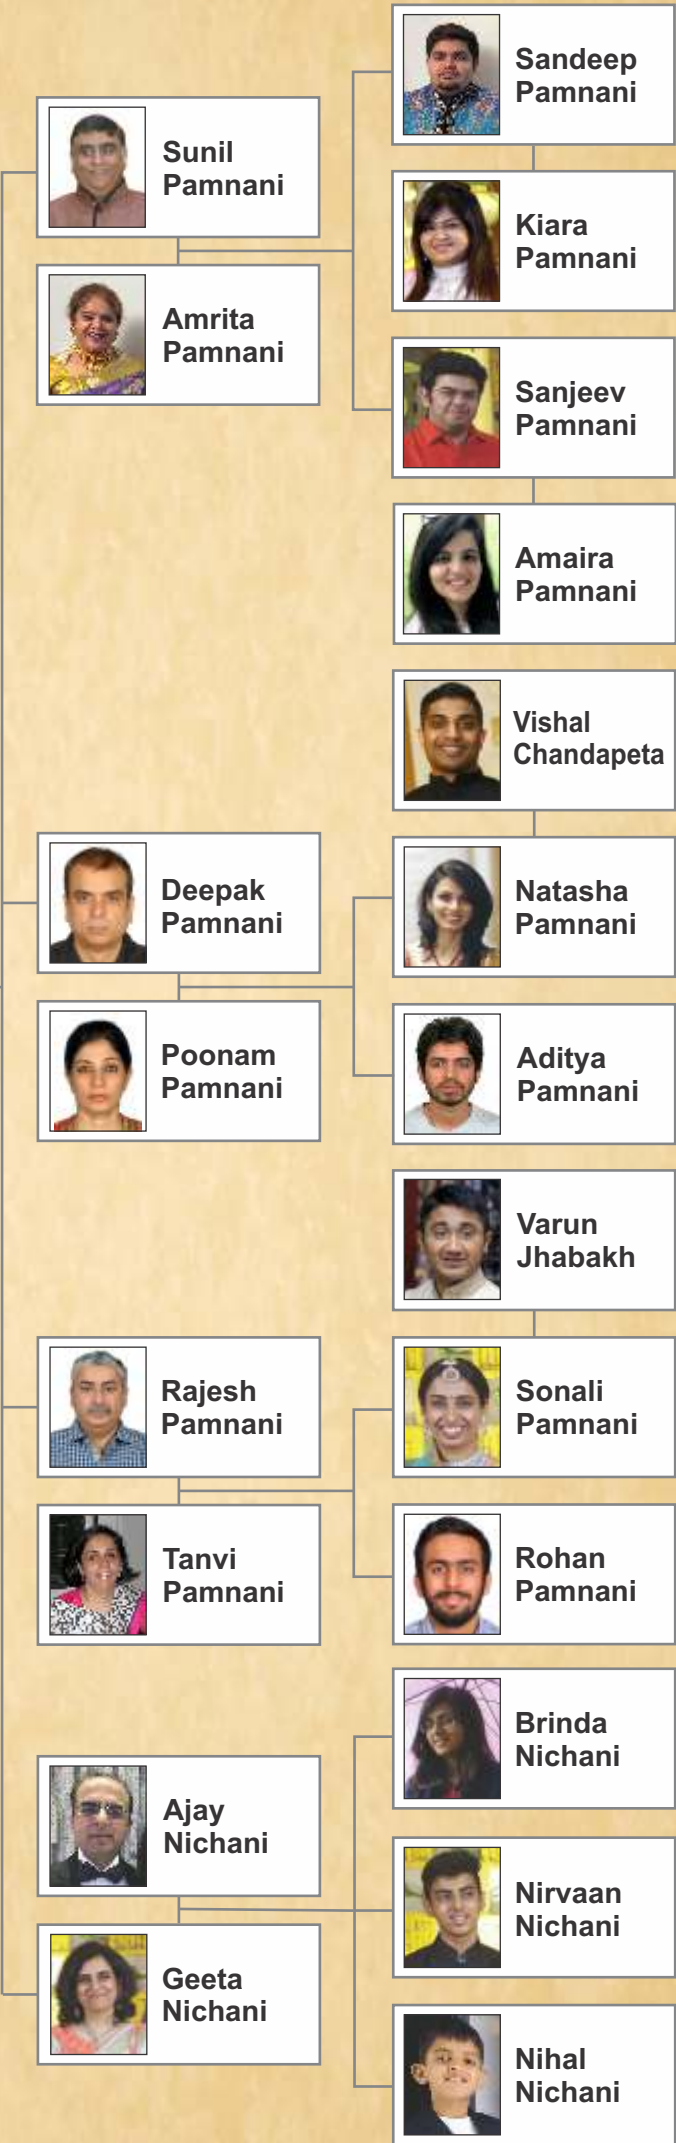 Sandeep
Pamnani
Sunil
Pamnani
Kiara
Pamnani
Amrita
Pamnani
Sanjeev
Pamnani
Amaira
Pamnani
Vishal
Chandapeta
Deepak
Pamnani
Natasha
Pamnani
Poonam
Pamnani
Aditya
Pamnani
Varun
Jhabakh
Rajesh
Pamnani
Sonali
Pamnani
Tanvi
Pamnani
Rohan
Pamnani
Brinda
Nichani
Ajay
Nichani
Nirvaan
Nichani
Geeta
Nichani
Nihal
Nichani